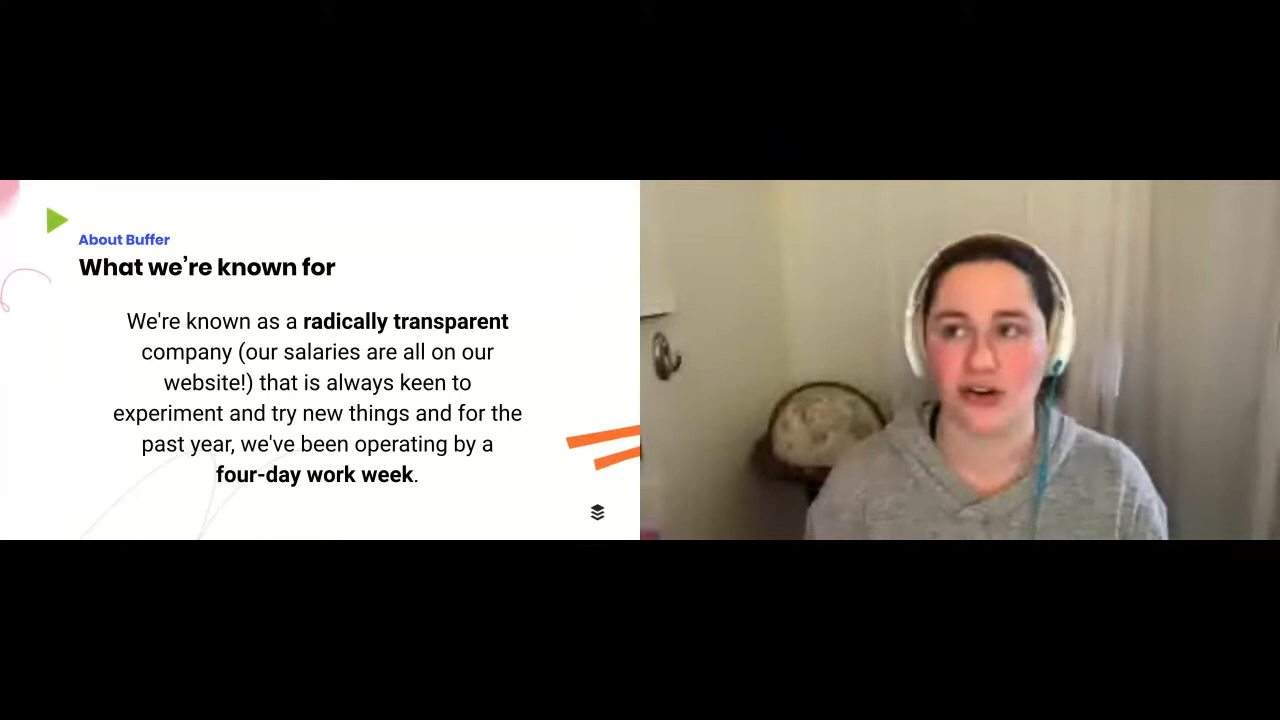 About Buffer
What we're known for
We're known as a radically transparent
company (our salaries are all on our
website!) that is always keen to
experiment and try new things and for the
past year, we've been operating by a
four-day work week.